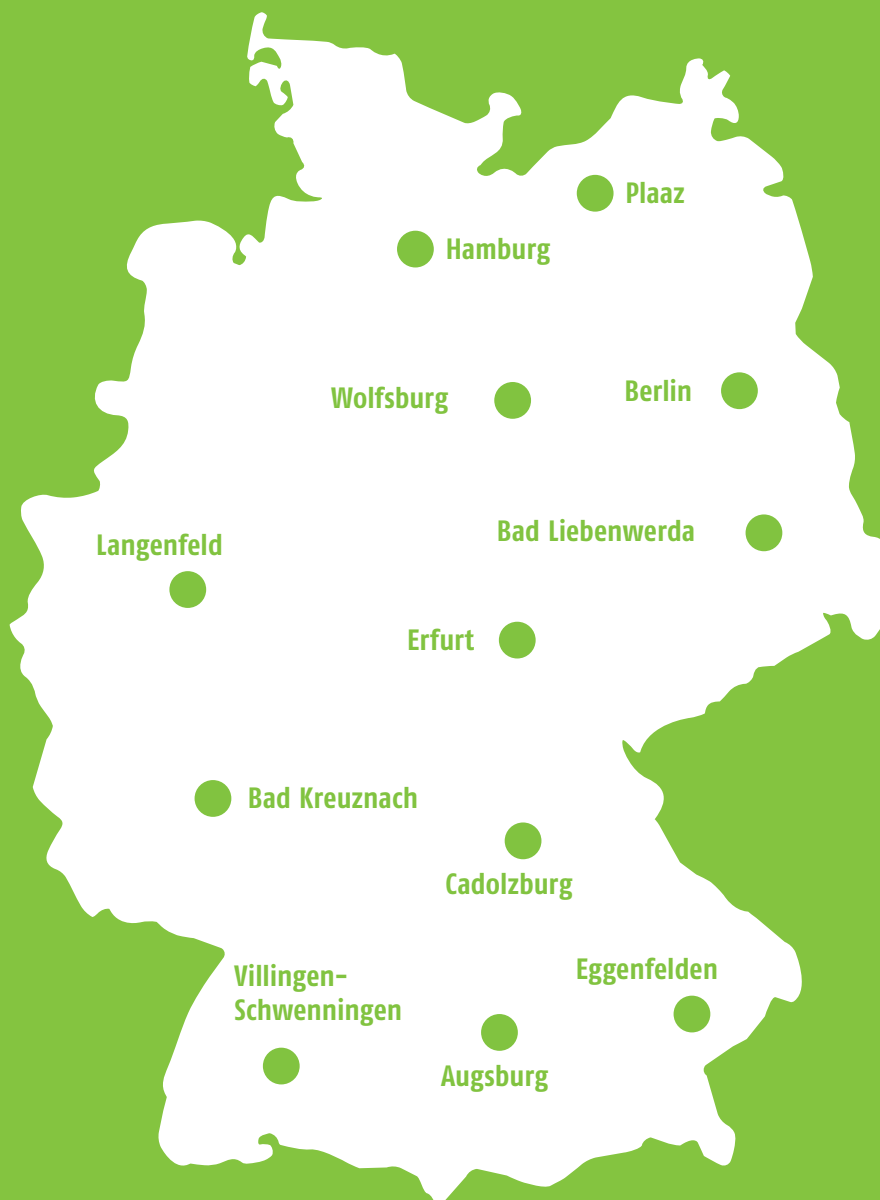 Plaaz
Hamburg
Wolfsburg
Berlin
Bad Liebenwerda
Langenfeld
Erfurt
Bad Kreuznach
Cadolzburg
Villingen-
Schwenningen
Eggenfelden
Augsburg